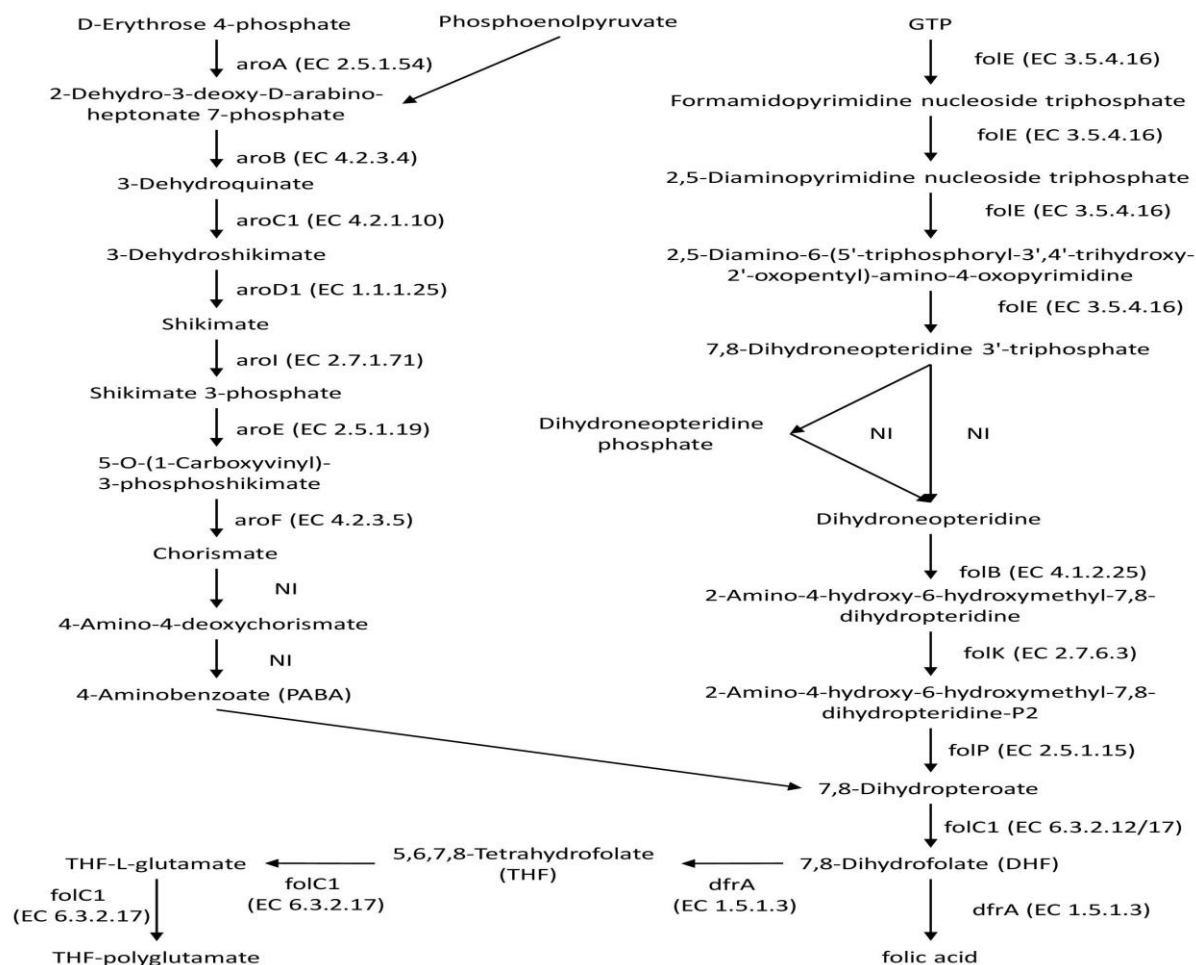 D-Erythrose 4-phosphate
Phosphoenolpyruvate
aroA (EC 2.5.1.54)
2-Dehydro-3-deoxy-D-arabino-
heptonate 7-phosphate
aroB (EC 4.2.3.4)
3-Dehydroquinate
aroC1 (EC 4.2.1.10)
3-Dehydroshikimate
aroD1 (EC 1.1.1.25)
Shikimate
aroI (EC 2.7.1.71)
Shikimate 3-phosphate
aroE (EC 2.5.1.19)
5-O-(1-Carboxyvinyl)-
3-phosphoshikimate
aroF (EC 4.2.3.5)
Chorismate
NI
4-Amino-4-deoxychorismate
NI
4-Aminobenzoate (PABA)
GTP
folE (EC 3.5.4.16)
Formamidopyrimidine nucleoside triphosphate
folE (EC 3.5.4.16)
2,5-Diaminopyrimidine nucleoside triphosphate
folE (EC 3.5.4.16)
2,5-Diamino-6-(5'-triphosphoryl-3',4'-trihydroxy-
2'-oxopentyl)-amino-4-oxopyrimidine
folE (EC 3.5.4.16)
7,8-Dihydroneopteridine 3'-triphosphate
Dihydroneopteridine
phosphate
NI
NI
Dihydroneopteridine
folB (EC 4.1.2.25)
2-Amino-4-hydroxy-6-hydroxymethyl-7,8-
dihydropteridine
folK (EC 2.7.6.3)
2-Amino-4-hydroxy-6-hydroxymethyl-7,8-
dihydropteridine-P2
folP (EC 2.5.1.15)
7,8-Dihydropteroate
folC1 (EC 6.3.2.12/17)
7,8-Dihydrofolate (DHF)
dfrA (EC 1.5.1.3)
folic acid
dfrA
(EC 1.5.1.3)
5,6,7,8-Tetrahydrofolate
(THF)
folC1
(EC 6.3.2.17)
THF-L-glutamate
folC1
(EC 6.3.2.17)
THF-polyglutamate